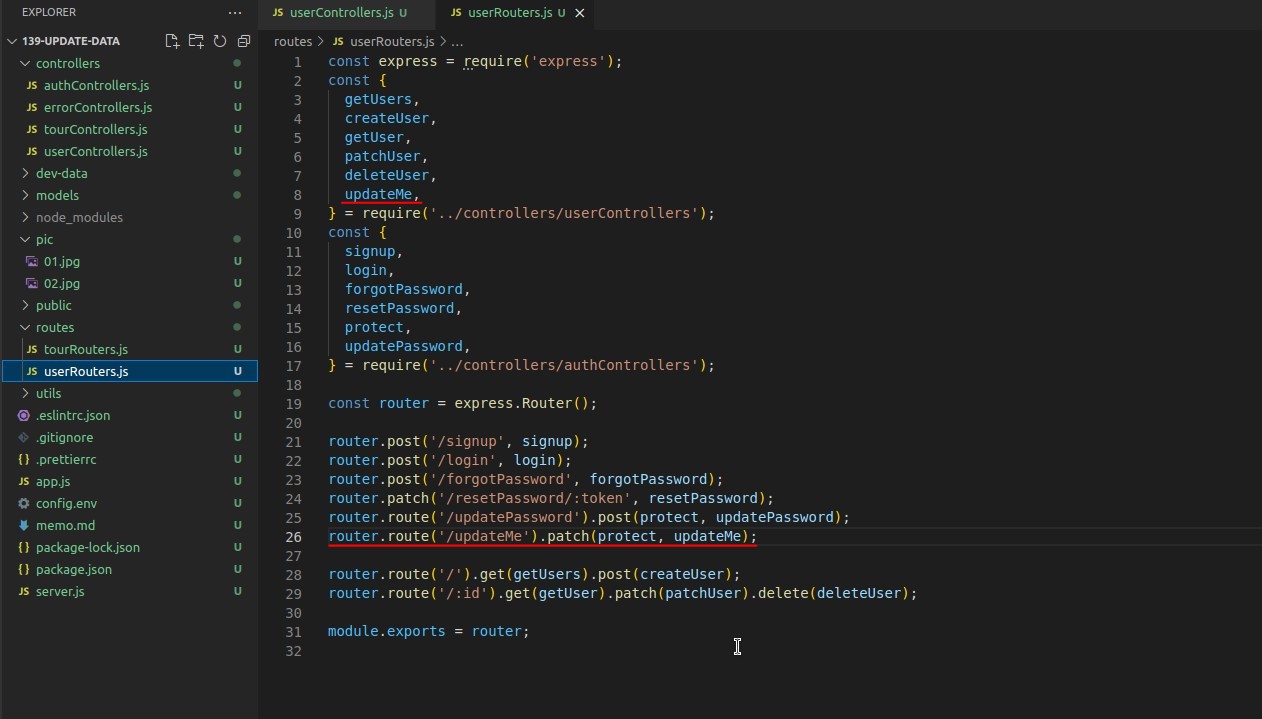 EXPLORER ...
139-UPDATE-DATA
controllers
JS authControllers.js U
JS errorControllers.js U
JS tourControllers.js U
JS userControllers.js U
dev-data
models
node_modules
pic
01.jpg U
02.jpg U
public
routes
JS tourRouters.js U
JS userRouters.js U
utils
.eslintrc.json U
.gitignore U
{} .prettierrc U
JS app.js U
config.env U
memo.md U
{} package-lock.json U
{} package.json U
JS server.js U
JS userControllers.js U
JS userRouters.js U
routes > JS userRouters.js > ...
1 const express = require('express');
2 const {
3 getUsers,
4 createUser,
5 getUser,
6 patchUser,
7 deleteUser,
8 updateMe,
9 } = require('../controllers/userControllers');
10 const {
11 signup,
12 login,
13 forgotPassword,
14 resetPassword,
15 protect,
16 updatePassword,
17 } = require('../controllers/authControllers');
18
19 const router = express.Router();
20
21 router.post('/signup', signup);
22 router.post('/login', login);
23 router.post('/forgotPassword', forgotPassword);
24 router.patch('/resetPassword/:token', resetPassword);
25 router.route('/updatePassword').post(protect, updatePassword);
26 router.route('/updateMe').patch(protect, updateMe);
27
28 router.route('/').get(getUsers).post(createUser);
29 router.route('/:id').get(getUser).patch(patchUser).delete(deleteUser);
30
31 module.exports = router;
32